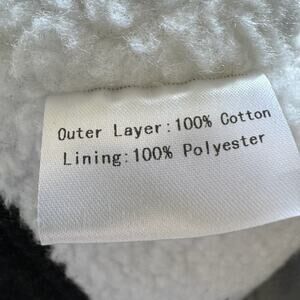 Outer Layer:100% Cotton
Lining:100% Polyester